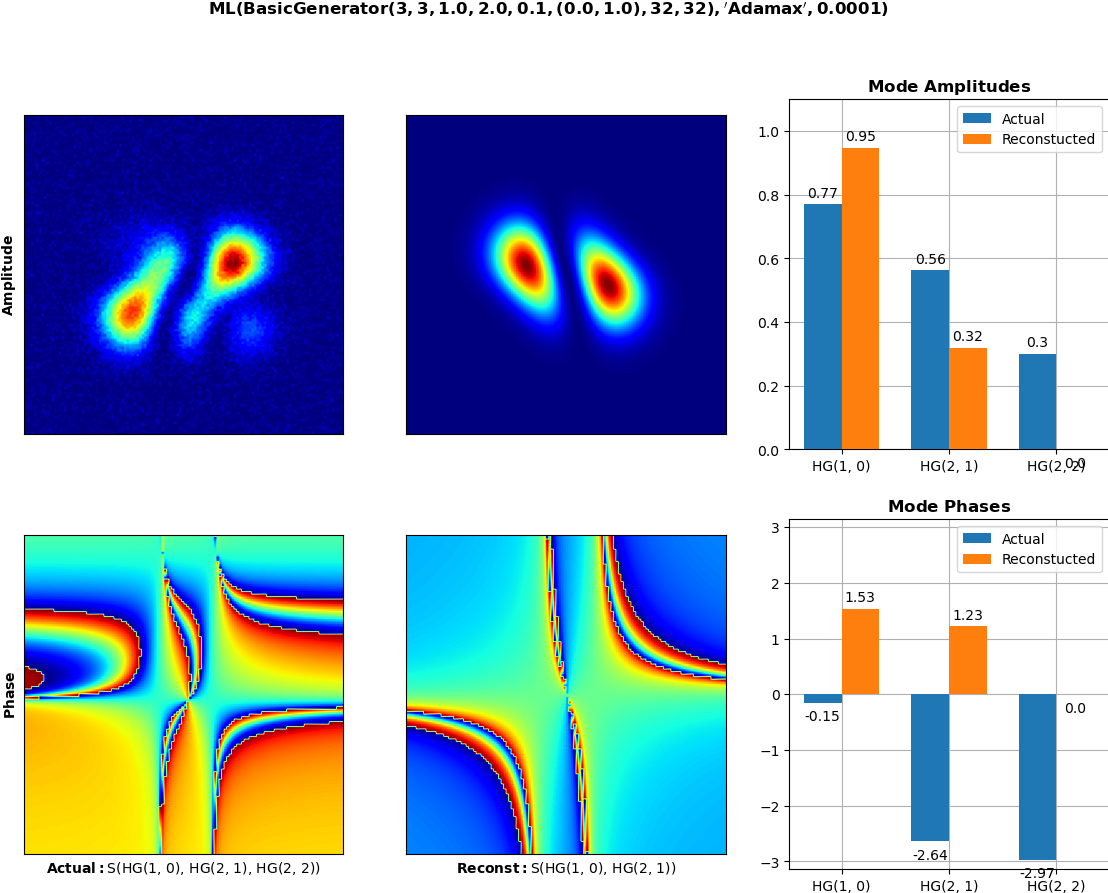 ML(BasicGenerator(3, 3, 1.0, 2.0, 0.1, (0.0, 1.0), 32, 32), ′Adamax′, 0.0001)
Amplitude
Mode Amplitudes
Actual
Reconstucted
1.0
0.8
0.6
0.4
0.2
0.0
0.77
0.95
0.56
0.32
0.3
0.0
HG(1, 0)
HG(2, 1)
HG(2, 2)
Phase
Actual: S(HG(1, 0), HG(2, 1), HG(2, 2))
Reconst: S(HG(1, 0), HG(2, 1))
Mode Phases
Actual
Reconstucted
3
2
1
0
−1
−2
−3
-0.15
1.53
-2.64
1.23
-2.97
0.0
HG(1, 0)
HG(2, 1)
HG(2, 2)